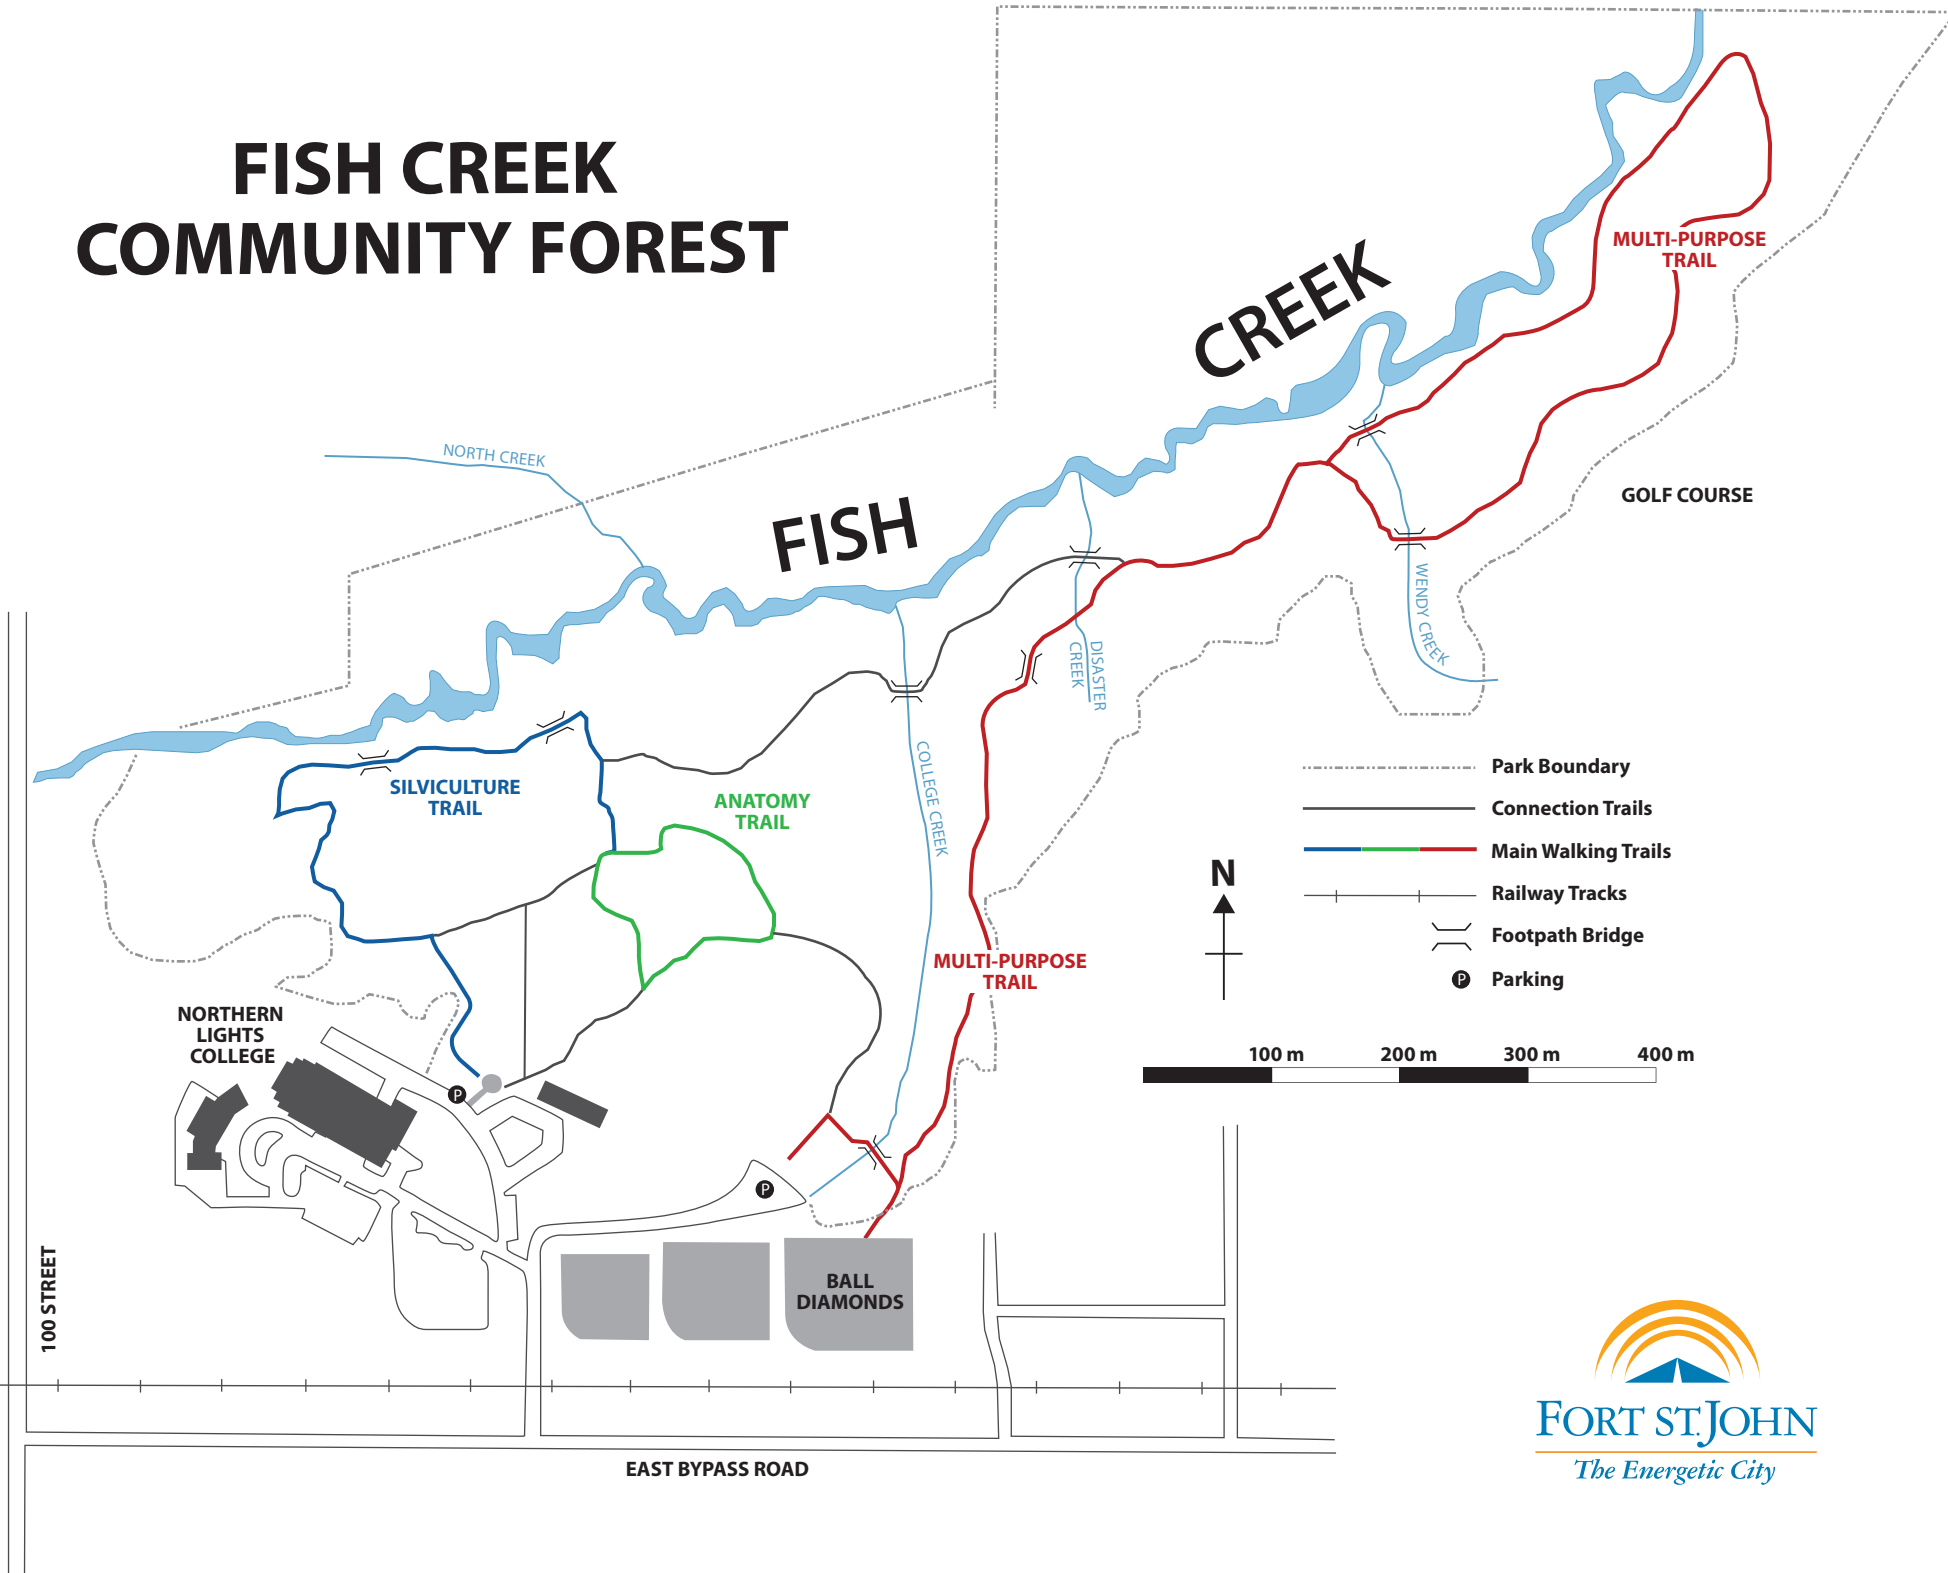 FISH CREEK
COMMUNITY FOREST
MULTI-PURPOSE
TRAIL
CREEK
NORTH CREEK
FISH
GOLF COURSE
WENDY CREEK
DISASTER
CREEK
SILVICULTURE
TRAIL
ANATOMY
TRAIL
COLLEGE CREEK
Park Boundary
Connection Trails
Main Walking Trails
Railway Tracks
Footpath Bridge
P
Parking
N
MULTI-PURPOSE
TRAIL
NORTHERN
LIGHTS
COLLEGE
P
100 m
200 m
300 m
400 m
P
100 STREET
BALL
DIAMONDS
EAST BYPASS ROAD
FORT ST. JOHN
The Energetic City